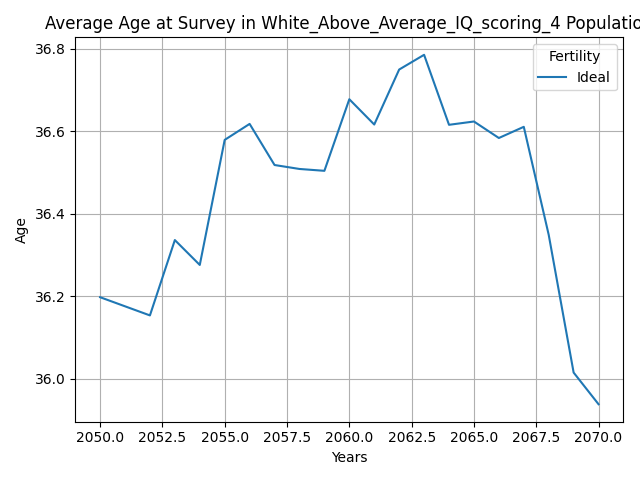 Average Age at Survey in White_Above_Average_IQ_scoring_4 Populatio
Fertility
Ideal
36.8
36.6
36.4
36.2
36.0
Age
2050.0 2052.5 2055.0 2057.5 2060.0 2062.5 2065.0 2067.5 2070.0
Years